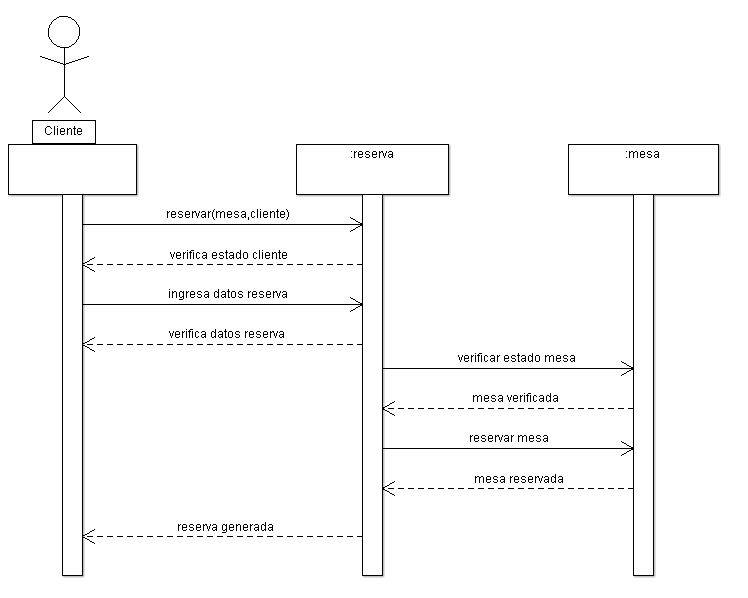 Cliente
:reserva
:mesa
reservar(mesa,cliente)
verifica estado cliente
ingresa datos reserva
verifica datos reserva
verificar estado mesa
mesa verificada
reservar mesa
mesa reservada
reserva generada